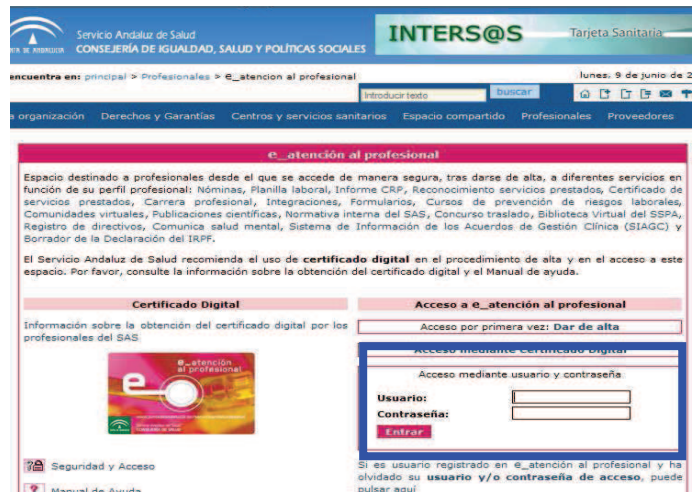 Servicio Andaluz de Salud
CONSEJERÍA DE IGUALDAD, SALUD Y POLÍTICAS SOCIALES
INTERS@S
Tarjeta Sanitaria
encuentra en: principal > Profesionales > e_atencion al profesional
lunes, 9 de junio de 2
Introducir texto
buscar
a organización Derechos y Garantías Centros y servicios sanitarios Espacio compartido Profesionales Proveedores
e_atención al profesional
Espacio destinado a profesionales desde el que se accede de manera segura, tras darse de alta, a diferentes servicios en
función de su perfil profesional: Nóminas, Planilla laboral, Informe CRP, Reconocimiento servicios prestados, Certificado de
servicios prestados, Carrera profesional, Integraciones, Formularios, Cursos de prevención de riesgos laborales,
Comunidades virtuales, Publicaciones científicas, Normativa interna del SAS, Concurso traslado, Biblioteca Virtual del SSPA,
Registro de directivos, Comunica salud mental, Sistema de Información de los Acuerdos de Gestión Clínica (SIAGC) y
Borrador de la Declaración del IRPF.
El Servicio Andaluz de Salud recomienda el uso de certificado digital en el procedimiento de alta y en el acceso a este
espacio. Por favor, consulte la información sobre la obtención del certificado digital y el Manual de ayuda.
Certificado Digital
Información sobre la obtención del certificado digital por los
profesionales del SAS
e_atención
al profesional
Seguridad y Acceso
Manual de Ayuda
Acceso a e_atención al profesional
Acceso por primera vez: Dar de alta
Acceso mediante Certificado Digital
Acceso mediante usuario y contraseña
Usuario:
Contraseña:
Entrar
Si es usuario registrado en e_atención al profesional y ha
olvidado su usuario y/o contraseña de acceso, puede
pulsar aquí